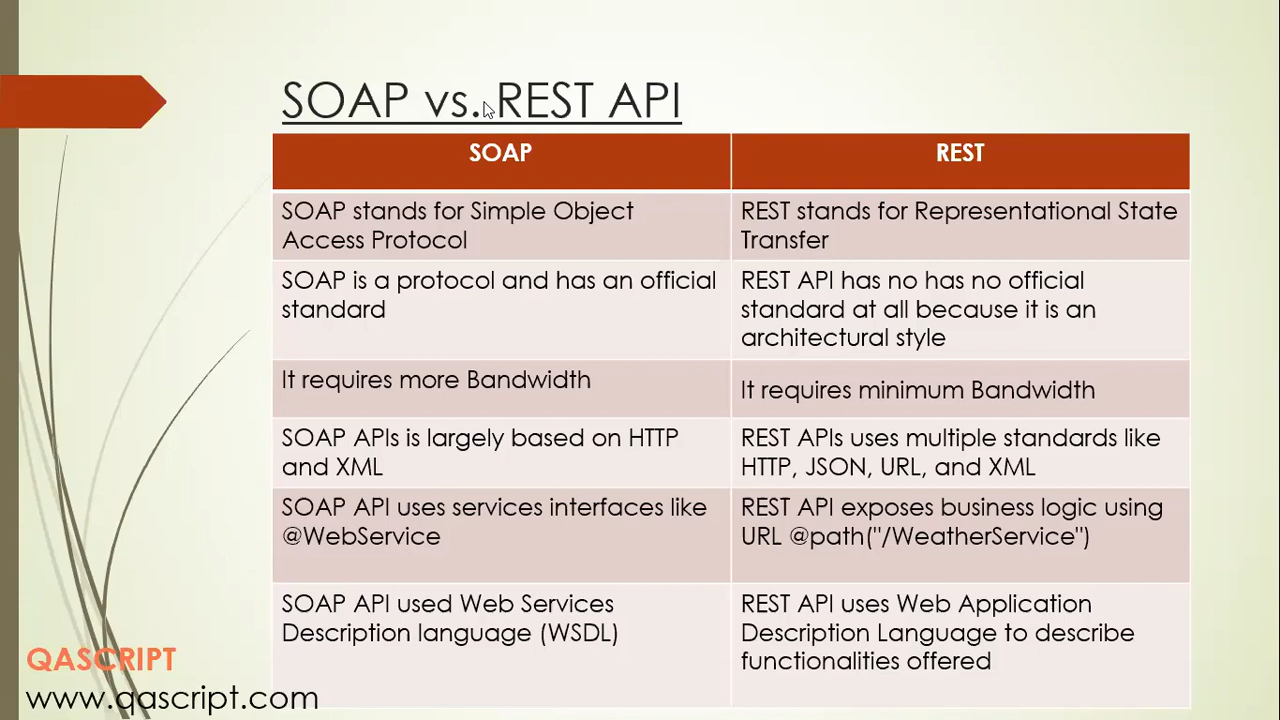 SOAP vs. REST API
SOAP
REST
SOAP stands for Simple Object
Access Protocol
REST stands for Representational State
Transfer
SOAP is a protocol and has an official
standard
REST API has no has no official
standard at all because it is an
architectural style
It requires more Bandwidth
It requires minimum Bandwidth
SOAP APIs is largely based on HTTP
and XML
REST APIs uses multiple standards like
HTTP, JSON, URL, and XML
SOAP API uses services interfaces like
@WebService
REST API exposes business logic using
URL @path("/WeatherService")
SOAP API used Web Services
Description language (WSDL)
REST API uses Web Application
Description Language to describe
functionalities offered
QASCRIPT
www.qascript.com